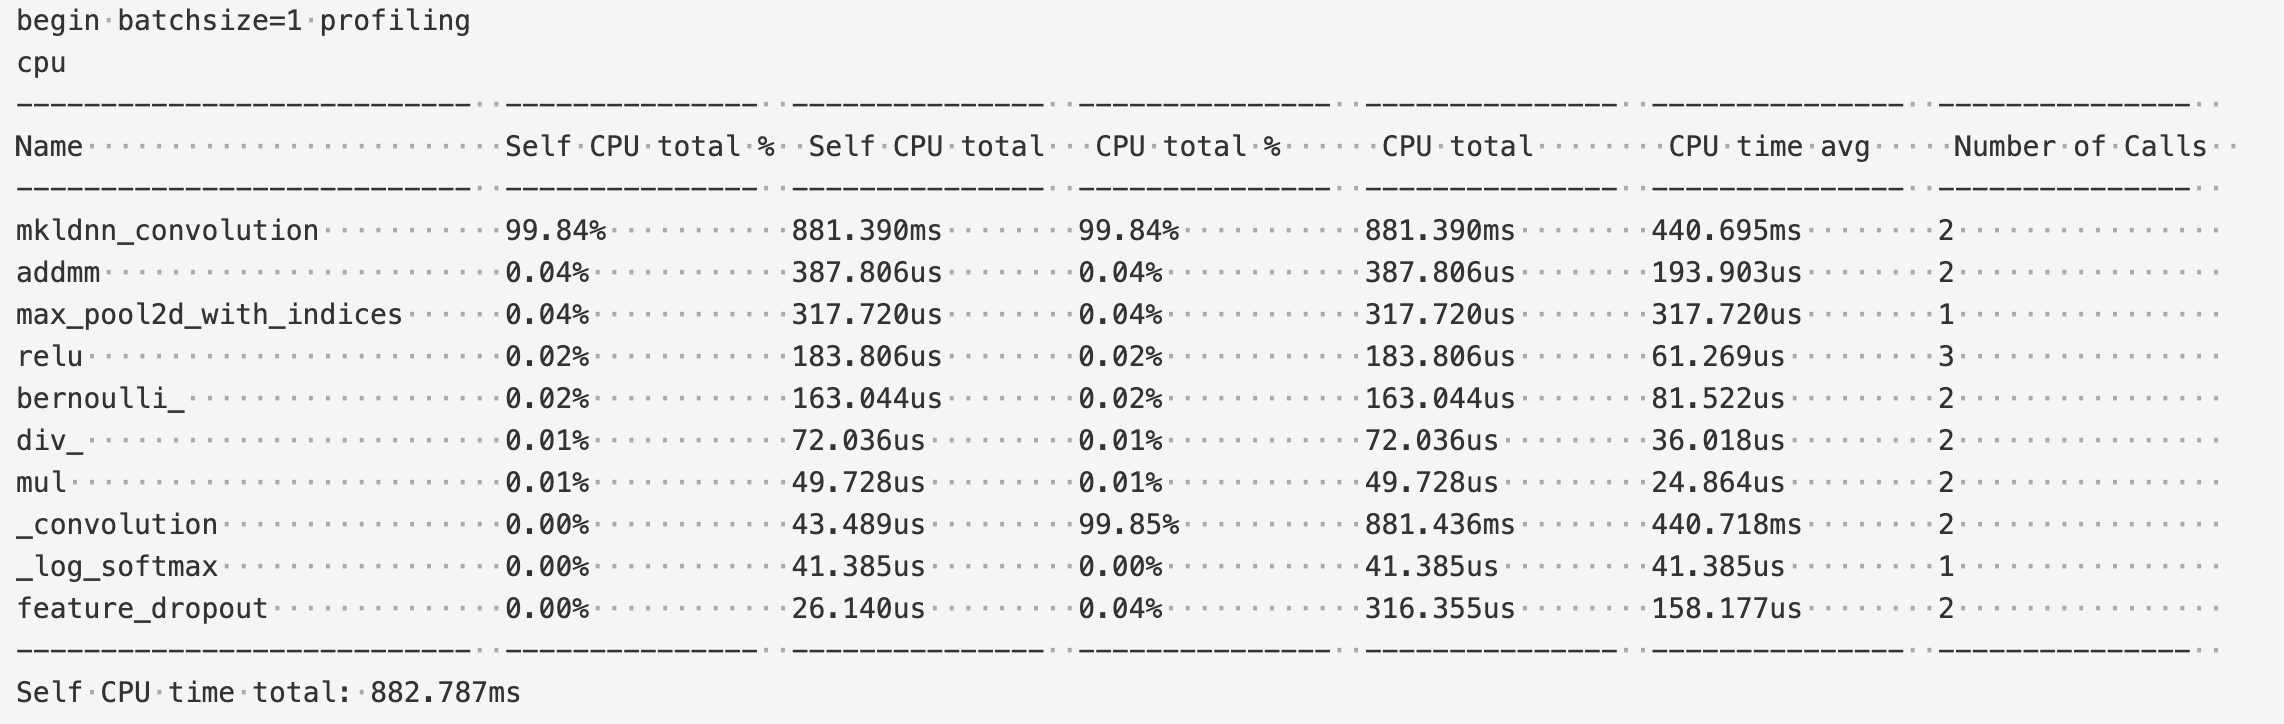 begin batchsize=1 profiling
cpu
---------------------------  ---------------  ---------------  ---------------  ---------------  ---------------  ---------------
Name                         Self CPU total %  Self CPU total   CPU total %      CPU total        CPU time avg     Number of Calls
---------------------------  ---------------  ---------------  ---------------  ---------------  ---------------  ---------------
mkldnn_convolution           99.84%           881.390ms        99.84%           881.390ms        440.695ms        2
addmm                        0.04%            387.806us        0.04%            387.806us        193.903us        2
max_pool2d_with_indices      0.04%            317.720us        0.04%            317.720us        317.720us        1
relu                         0.02%            183.806us        0.02%            183.806us        61.269us         3
bernoulli_                   0.02%            163.044us        0.02%            163.044us        81.522us         2
div_                         0.01%            72.036us         0.01%            72.036us         36.018us         2
mul                          0.01%            49.728us         0.01%            49.728us         24.864us         2
_convolution                 0.00%            43.489us         99.85%           881.436ms        440.718ms        2
_log_softmax                 0.00%            41.385us         0.00%            41.385us         41.385us         1
feature_dropout              0.00%            26.140us         0.04%            316.355us        158.177us        2
---------------------------  ---------------  ---------------  ---------------  ---------------  ---------------  ---------------
Self CPU time total: 882.787ms